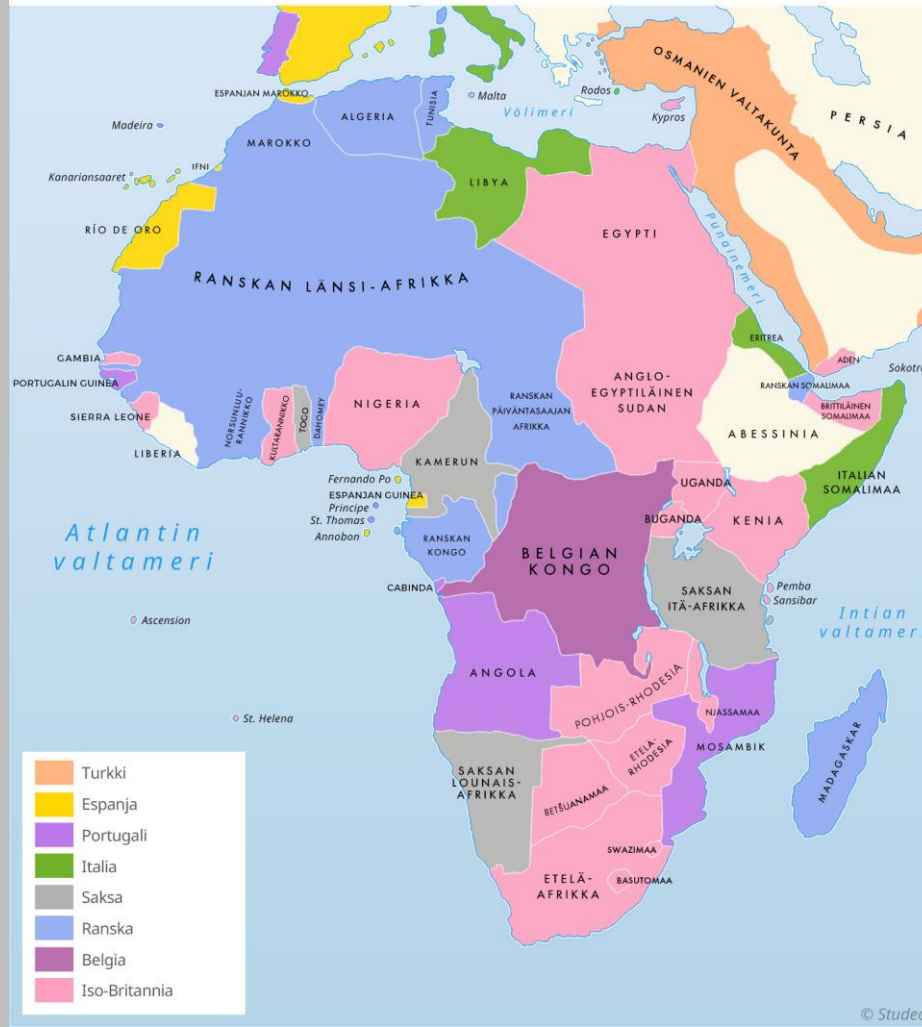 OSMANIEN VALTAKUNTA
PERSIA
ESPANJAN MAROKKO
ALGERIA
TUNISIA
Malta
Rodos
Kypros
Välimeri
Madeira
MAROKKO
IFNI
Kanariansaaret
LIBYA
EGYPTI
RÍO DE ORO
Punainemeri
RANSKAN LÄNSI-AFRIKKA
ERITREA
ADEN
Sokotra
GAMBIA
PORTUGALIN GUINEA
SIERRA LEONE
LIBERIA
NORSUNLUU-
RANNIKKO
KULTARANNIKKO
TOGO
DAHOMEY
NIGERIA
RANSKAN
PÄIVÄNTASAAJAN
AFRIKKA
ANGLO-
EGYPTILÄINEN
SUDAN
RANSKAN SOMALIMAA
BRITTILÄINEN
SOMALIMAA
ABESSINIA
ITALIAN
SOMALIMAA
KAMERUN
Fernando Po
ESPANJAN GUINEA
Principe
St. Thomas
Annobon
UGANDA
BUGANDA
KENIA
Atlantin
valtameri
RANSKAN
KONGO
BELGIAN
KONGO
CABINDA
SAKSAN
ITÄ-AFRIKKA
Pemba
Sansibar
Intian
valtameri
Ascension
ANGOLA
POHJOIS-RHODESIA
NJASSAMAA
MOSAMBIK
St. Helena
SAKSAN
LOUNAIS-
AFRIKKA
ETELÄ-
RHODESIA
BETŠUANAMAA
MADAGASKAR
SWAZIMAA
BASUTOMAA
ETELÄ-
AFRIKKA
Turkki
Espanja
Portugali
Italia
Saksa
Ranska
Belgia
Iso-Britannia
© Studeo